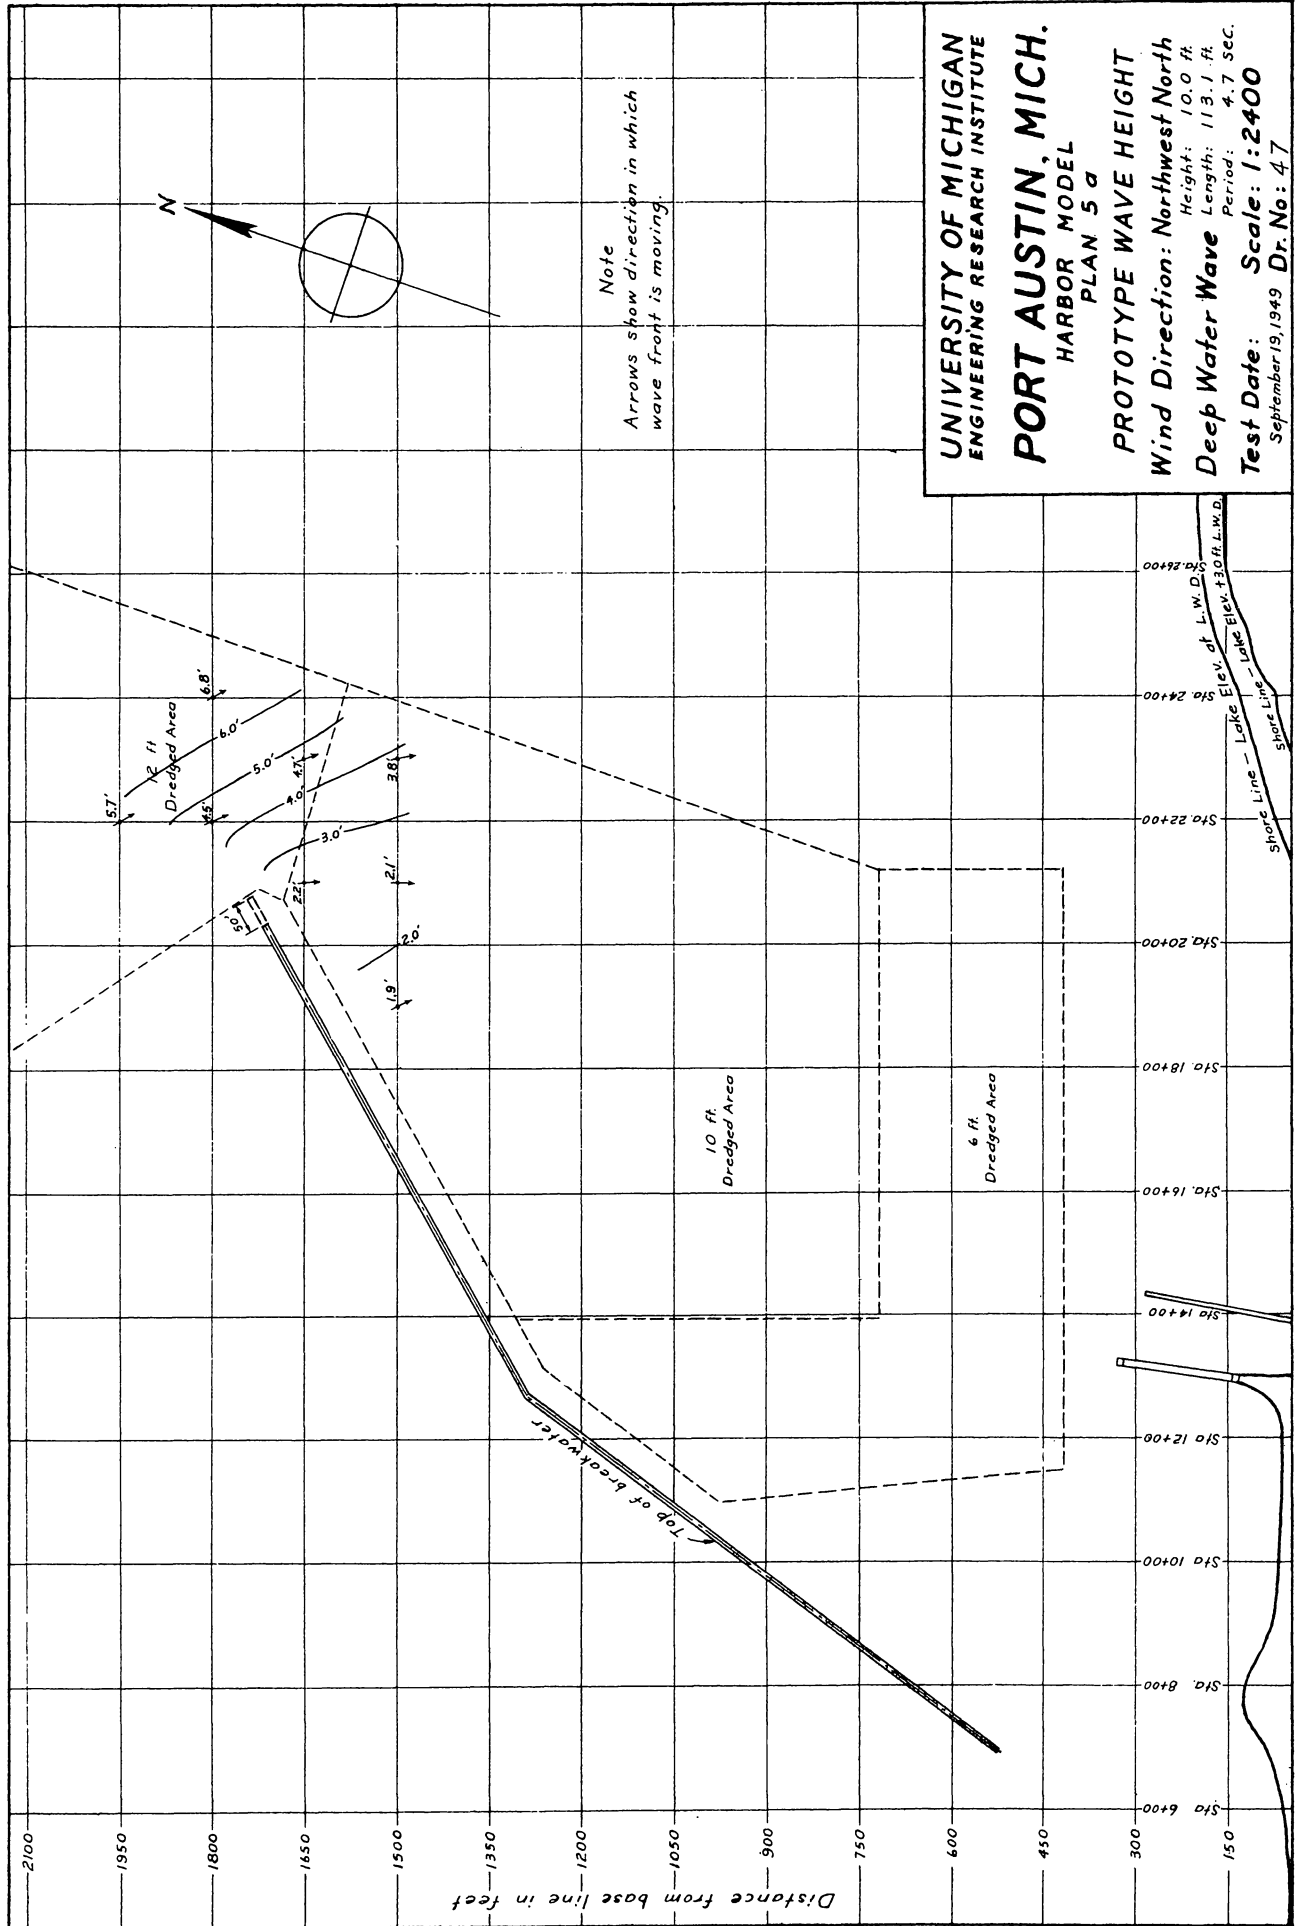 UNIVERSITY OF MICHIGAN
ENGINEERING RESEARCH INSTITUTE
PORT AUSTIN, MICH.
HARBOR MODEL
PLAN 5a
PROTOTYPE WAVE HEIGHT
Wind Direction: Northwest North
Height: 10.0 ft.
Deep Water Wave Length: 113.1 ft.
Period: 4.7 sec.
Test Date: Scale: 1:2400
September 19, 1949 Dr. No: 47
N
Note
Arrows show direction in which
wave front is moving.
12 ft
Dredged Area
5.7'
6.8'
4.5'
6.0'
5.0'
4.7'
4.0'
3.8'
3.0'
2.2'
2.1'
2.0'
1.9'
50'
10 ft.
Dredged Area
6 ft.
Dredged Area
Top of breakwater
Shore Line - Lake Elev. at L.W.D.
Shore Line - Lake Elev. +3.0 ft. L.W.D.
Sta 6+00
Sta. 8+00
Sta 10+00
Sta 12+00
Sta 14+00
Sta. 16+00
Sta. 18+00
Sta. 20+00
Sta. 22+00
Sta. 24+00
Sta. 26+00
2100
1950
1800
1650
1500
1350
1200
1050
900
750
600
450
300
150
Distance from base line in feet